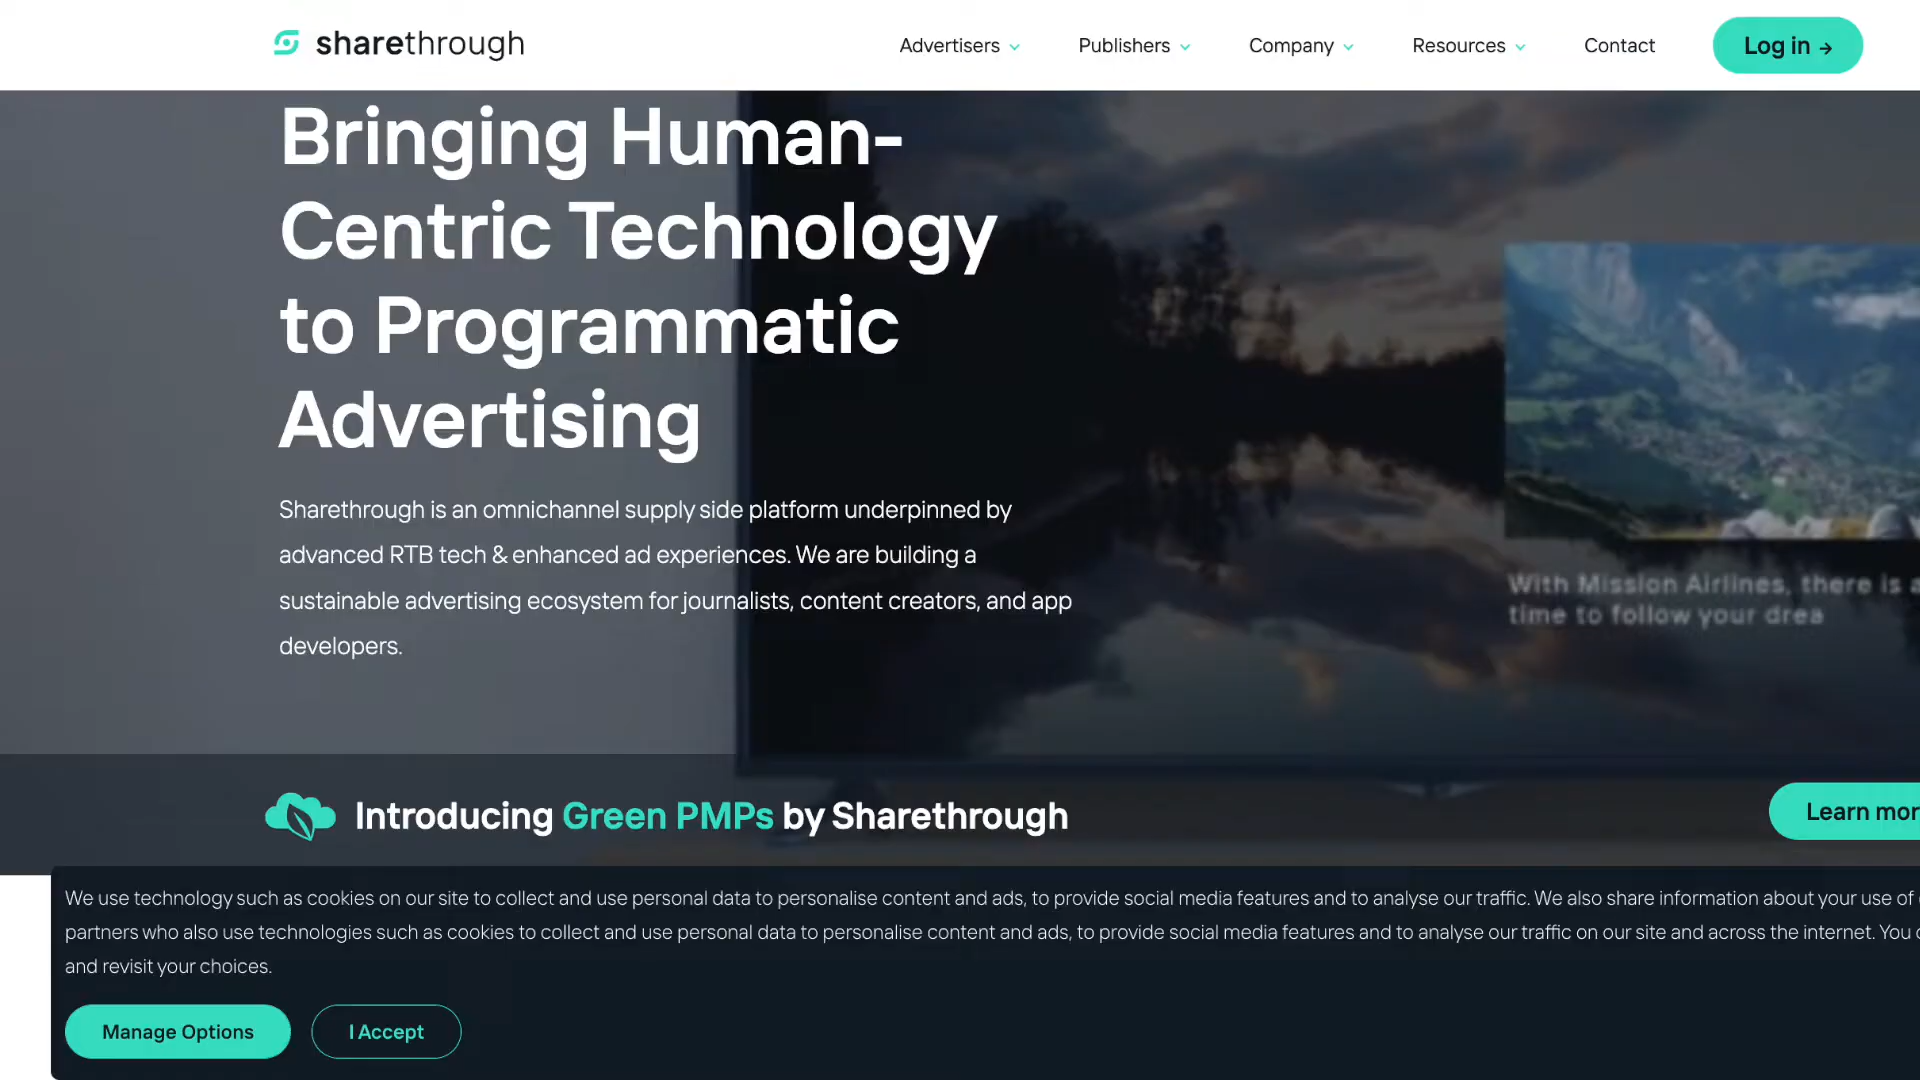 sharethrough
Advertisers
Publishers
Company
Resources
Contact
Log in →
Bringing Human-
Centric Technology
to Programmatic
Advertising
Sharethrough is an omnichannel supply side platform underpinned by
advanced RTB tech & enhanced ad experiences. We are building a
sustainable advertising ecosystem for journalists, content creators, and app
developers.
With Mission Airlines, there is a
time to follow your drea
Introducing Green PMPs by Sharethrough
Learn mor
We use technology such as cookies on our site to collect and use personal data to personalise content and ads, to provide social media features and to analyse our traffic. We also share information about your use of
partners who also use technologies such as cookies to collect and use personal data to personalise content and ads, to provide social media features and to analyse our traffic on our site and across the internet. You
and revisit your choices.
Manage Options
I Accept